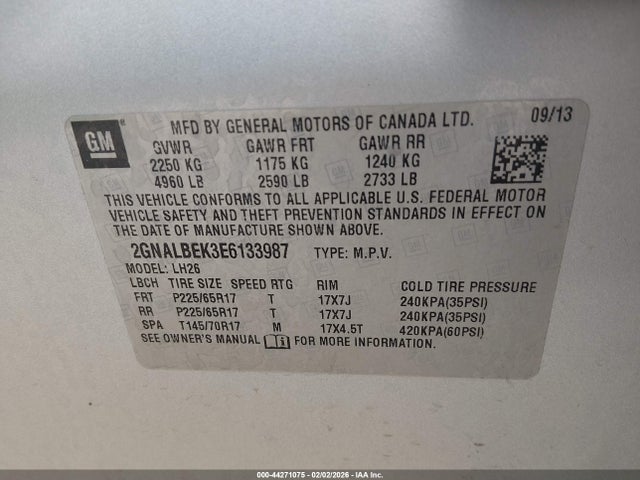 GM
MFD BY GENERAL MOTORS OF CANADA LTD. 09/13
GVWR GAWR FRT GAWR RR
2250 KG 1175 KG 1240 KG
4960 LB 2590 LB 2733 LB
THIS VEHICLE CONFORMS TO ALL APPLICABLE U.S. FEDERAL MOTOR
VEHICLE SAFETY AND THEFT PREVENTION STANDARDS IN EFFECT ON
THE DATE OF MANUFACTURE SHOWN ABOVE.
2GNALBEK3E6133987 TYPE: M.P.V.
MODEL: LH26
LBCH TIRE SIZE SPEED RTG RIM COLD TIRE PRESSURE
FRT P225/65R17 T 17X7J 240KPA(35PSI)
RR P225/65R17 T 17X7J 240KPA(35PSI)
SPA T145/70R17 M 17X4.5T 420KPA(60PSI)
SEE OWNER'S MANUAL FOR MORE INFORMATION.
000-44271075 - 02/02/2026 - IAA Inc.